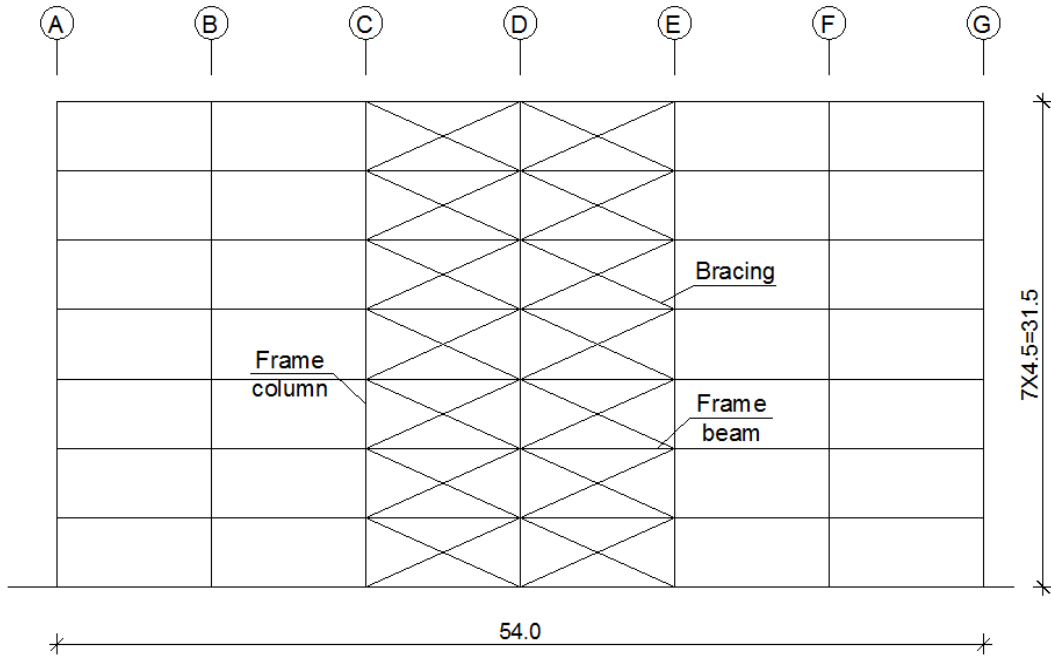 A
B
C
D
E
F
G
Bracing
Frame
column
Frame
beam
7X4.5=31.5
54.0